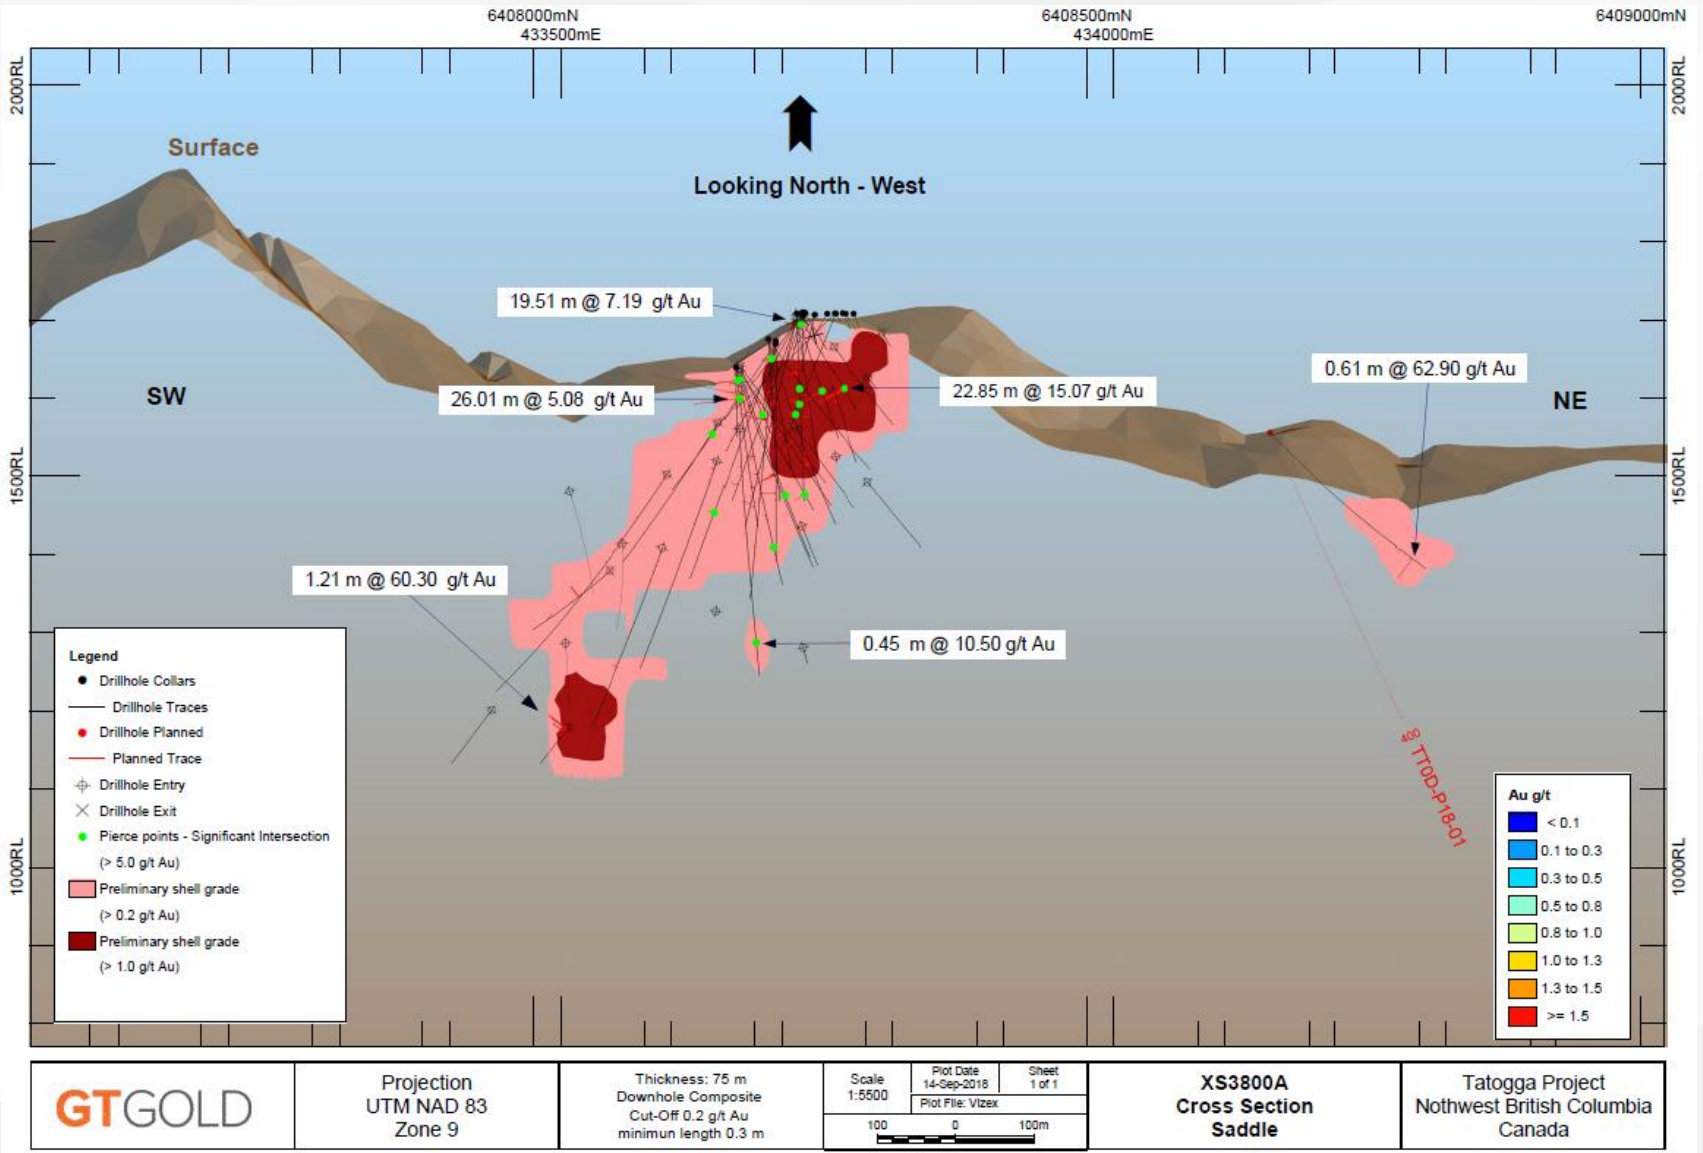 6408000mN
6408500mN
6409000mN
433500mE
434000mE
2000RL
2000RL
Surface
Looking North - West
19.51 m @ 7.19 g/t Au
0.61 m @ 62.90 g/t Au
22.85 m @ 15.07 g/t Au
26.01 m @ 5.08 g/t Au
SW
NE
1500RL
1500RL
1.21 m @ 60.30 g/t Au
0.45 m @ 10.50 g/t Au
400 TTOD-P18-01
Legend
Drillhole Collars
Drillhole Traces
Drillhole Planned
Planned Trace
Drillhole Entry
Drillhole Exit
Pierce points - Significant Intersection
(> 5.0 g/t Au)
Preliminary shell grade
(> 0.2 g/t Au)
Preliminary shell grade
(> 1.0 g/t Au)
1000RL
1000RL
Au g/t
< 0.1
0.1 to 0.3
0.3 to 0.5
0.5 to 0.8
0.8 to 1.0
1.0 to 1.3
1.3 to 1.5
>= 1.5
GTGOLD
Projection
UTM NAD 83
Zone 9
Thickness: 75 m
Downhole Composite
Cut-Off 0.2 g/t Au
minimun length 0.3 m
Scale
1:5500
Plot Date
14-Sep-2018
Sheet
1 of 1
Plot File: Vizex
100 0 100m
XS3800A
Cross Section
Saddle
Tatogga Project
Nothwest British Columbia
Canada